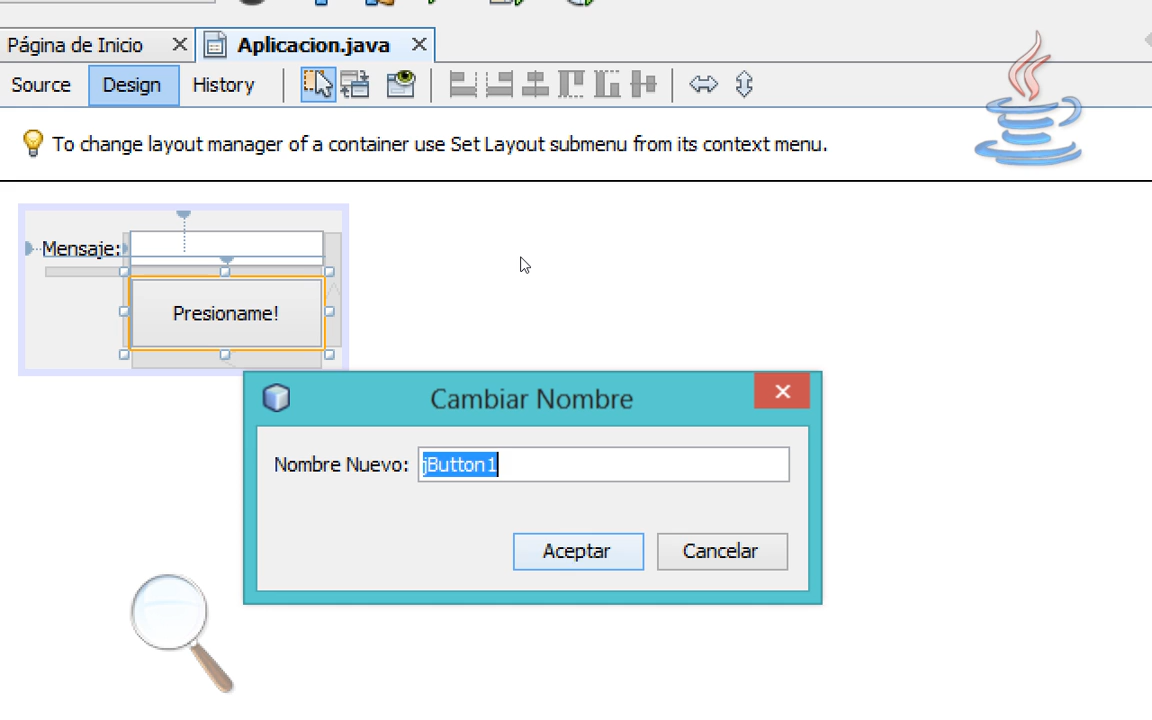 Página de Inicio
Aplicacion.java
Source Design History
To change layout manager of a container use Set Layout submenu from its context menu.
Mensaje:
Presioname!
Cambiar Nombre
Nombre Nuevo: jButton1
Aceptar Cancelar